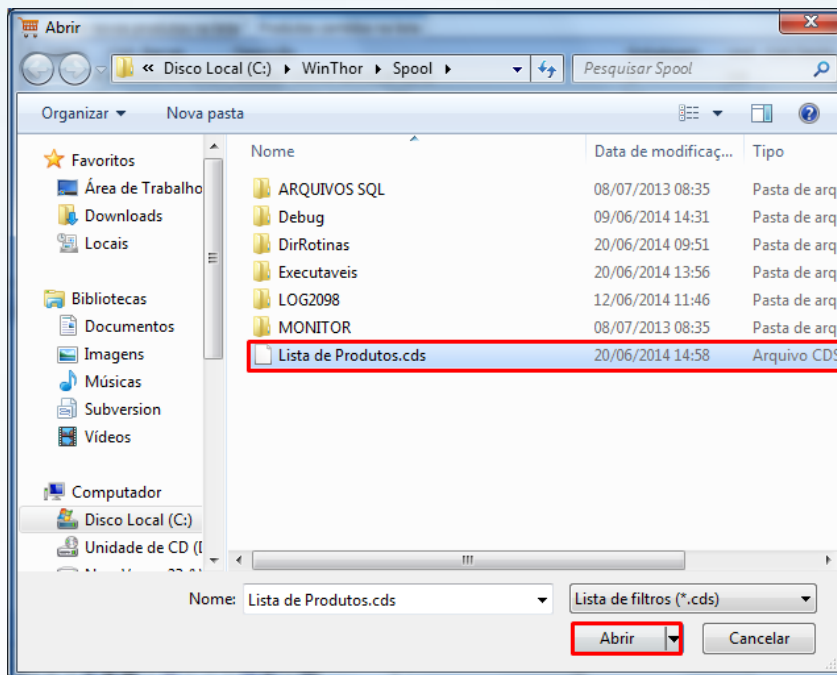 Abrir
« Disco Local (C:) ▸ WinThor ▸ Spool ▸ Pesquisar Spool
Organizar Nova pasta
Nome Data de modificaç... Tipo
Favoritos
Área de Trabalho
Downloads
Locais
Bibliotecas
Documentos
Imagens
Músicas
Subversion
Vídeos
Computador
Disco Local (C:)
Unidade de CD (
ARQUIVOS SQL 08/07/2013 08:35 Pasta de arq
Debug 09/06/2014 14:31 Pasta de arq
DirRotinas 20/06/2014 09:51 Pasta de arq
Executaveis 20/06/2014 13:56 Pasta de arq
LOG2098 12/06/2014 11:46 Pasta de arq
MONITOR 08/07/2013 08:35 Pasta de arq
Lista de Produtos.cds 20/06/2014 14:58 Arquivo CDS
Nome: Lista de Produtos.cds Lista de filtros (*.cds)
Abrir Cancelar